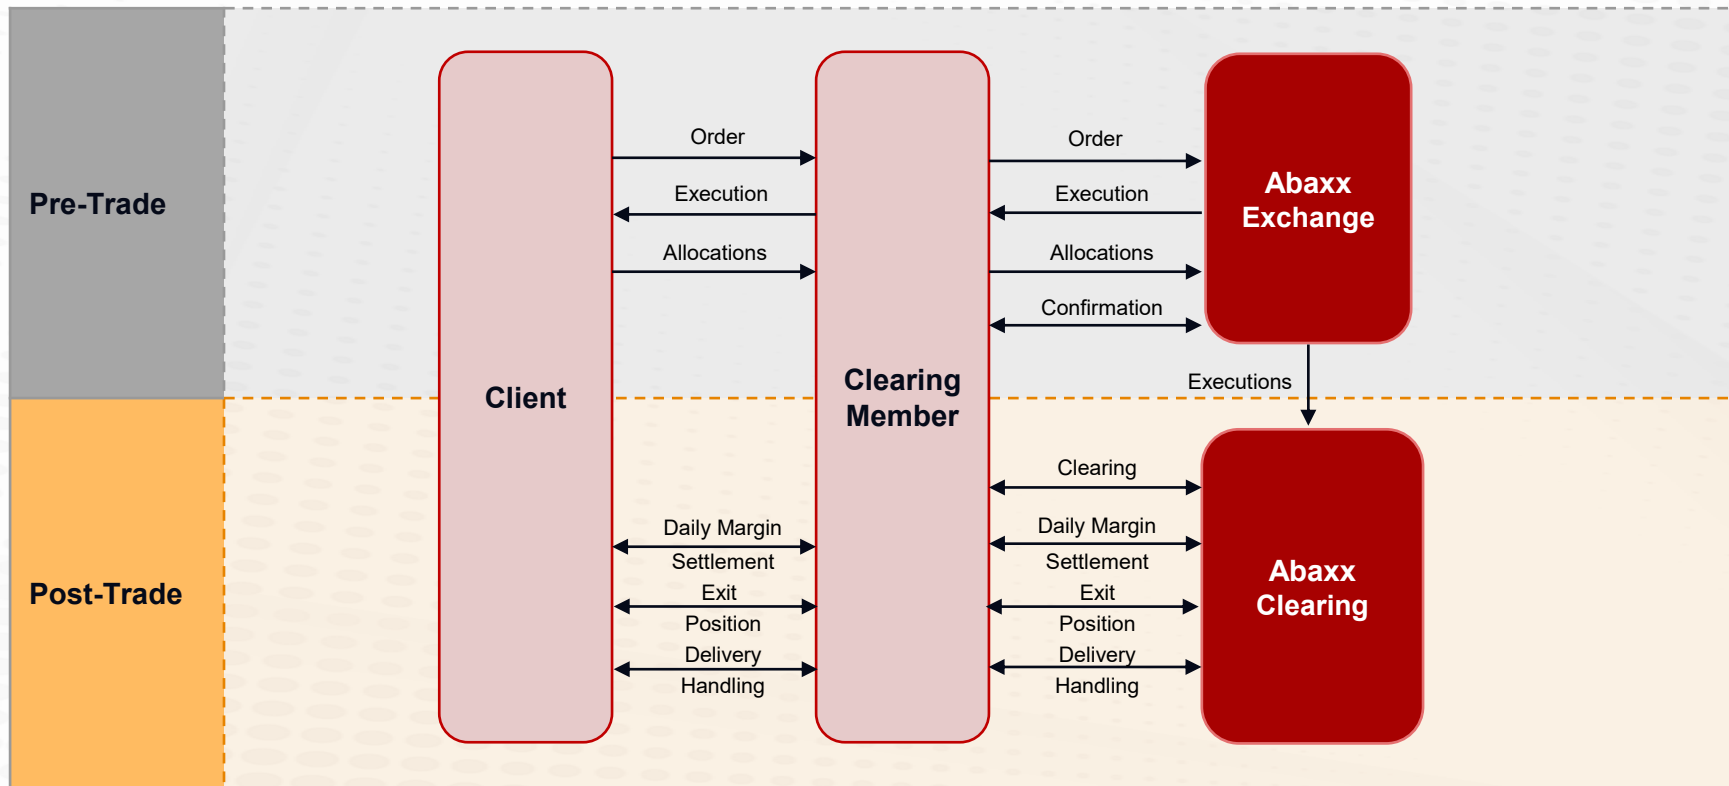 Pre-Trade
Order
Order
Execution
Execution
Allocations
Allocations
Confirmation
Abaxx
Exchange
Executions
Client
Clearing
Member
Post-Trade
Clearing
Daily Margin
Settlement
Daily Margin
Settlement
Exit
Position
Exit
Position
Delivery
Handling
Delivery
Handling
Abaxx
Clearing